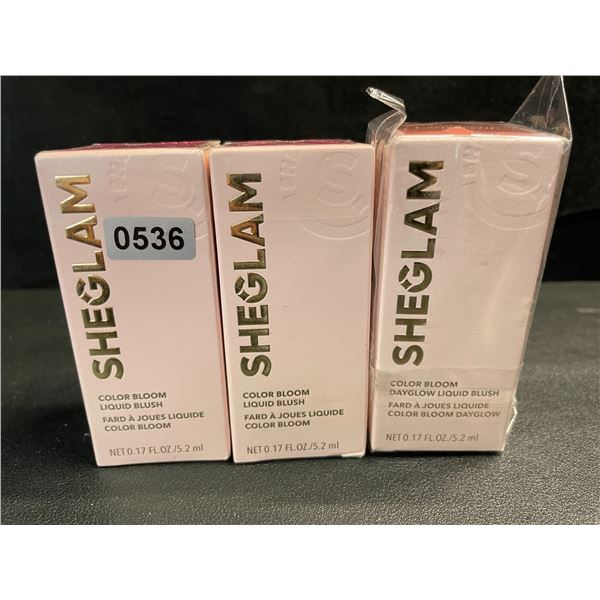 SHEGLAM
0536
COLOR BLOOM
LIQUID BLUSH
FARD À JOUES LIQUIDE
COLOR BLOOM
NET 0.17 FL.OZ./5.2 ml
SHEGLAM
COLOR BLOOM
LIQUID BLUSH
FARD À JOUES LIQUIDE
COLOR BLOOM
NET 0.17 FL.OZ./5.2 ml
SHEGLAM
COLOR BLOOM
DAYGLOW LIQUID BLUSH
FARD À JOUES LIQUIDE
COLOR BLOOM DAYGLOW
NET 0.17 FL.OZ./5.2 ml